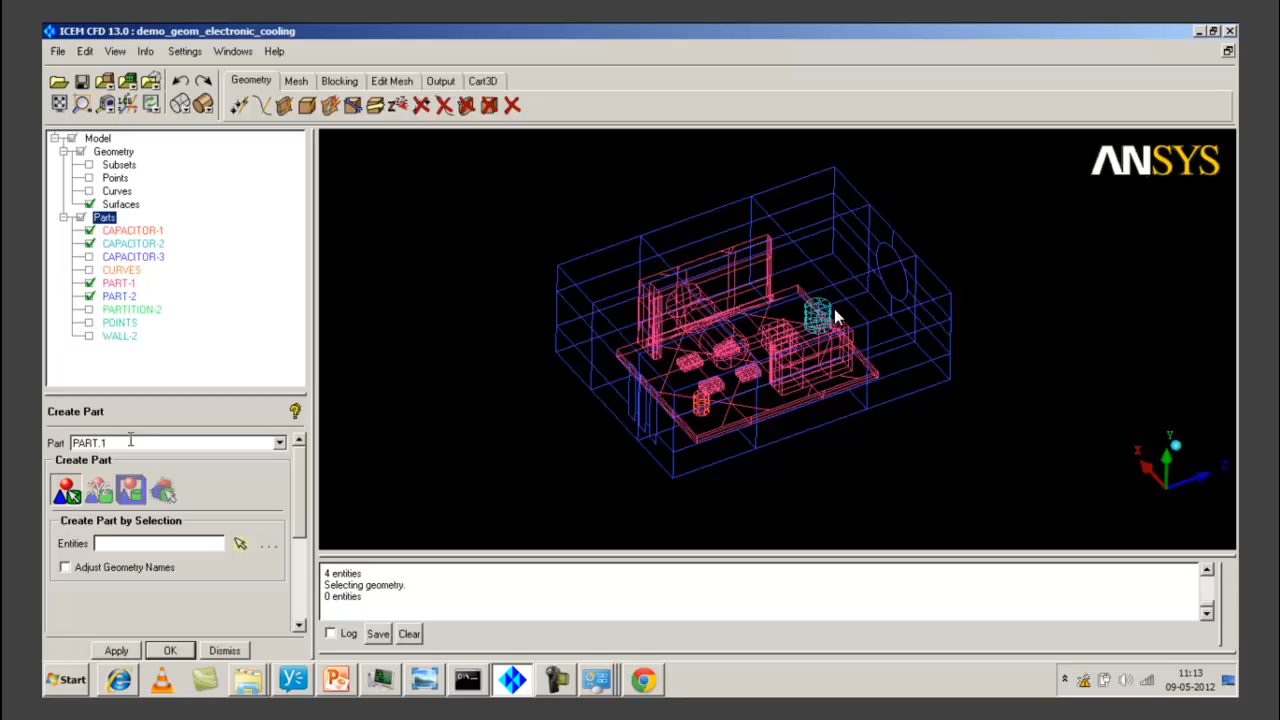 ICEM CFD 13.0 : demo_geom_electronic_cooling
File Edit View Info Settings Windows Help
Geometry Mesh Blocking Edit Mesh Output Cart3D
Model
Geometry
Subsets
Points
Curves
Surfaces
Parts
CAPACITOR-1
CAPACITOR-2
CAPACITOR-3
CURVES
PART-1
PART-2
PARTITION-2
POINTS
WALL-2
ANSYS
Y
X
Z
Create Part
Part PART.1
Create Part
Create Part by Selection
Entities
...
Adjust Geometry Names
Apply OK Dismiss
4 entities
Selecting geometry.
0 entities
Log Save Clear
Start
11:13
09-05-2012